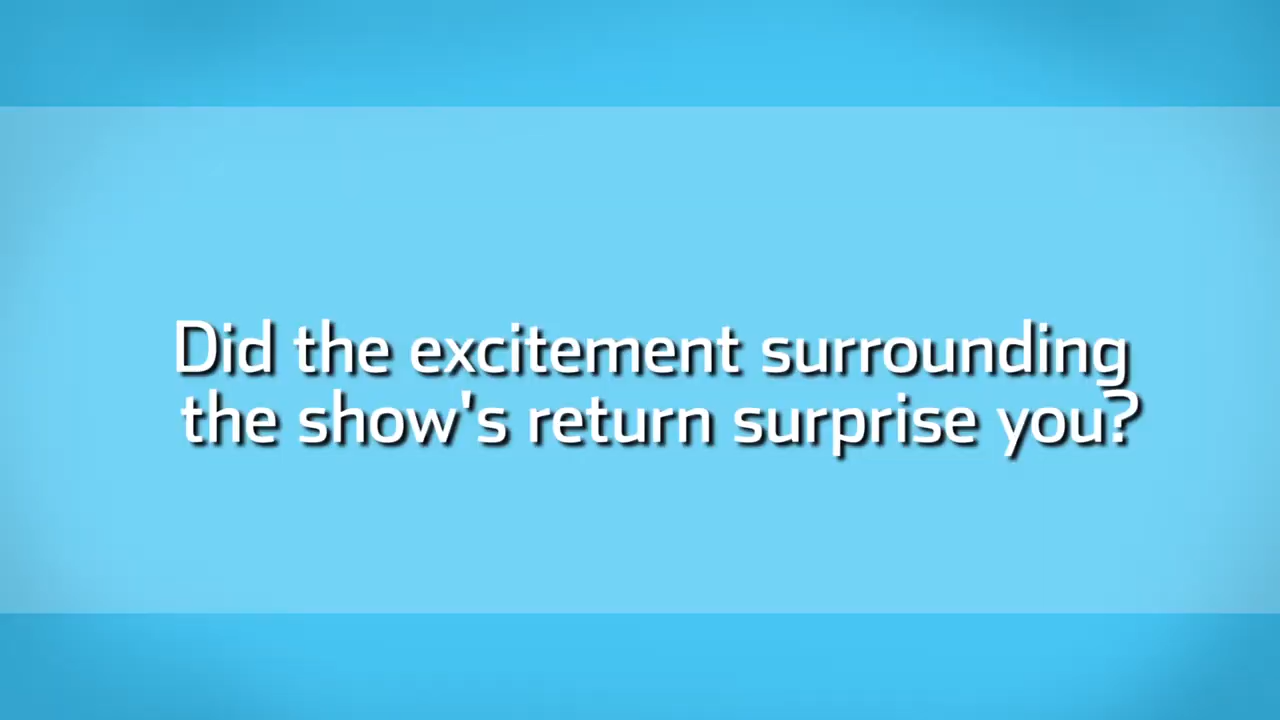 Did the excitement surrounding
the show's return surprise you?